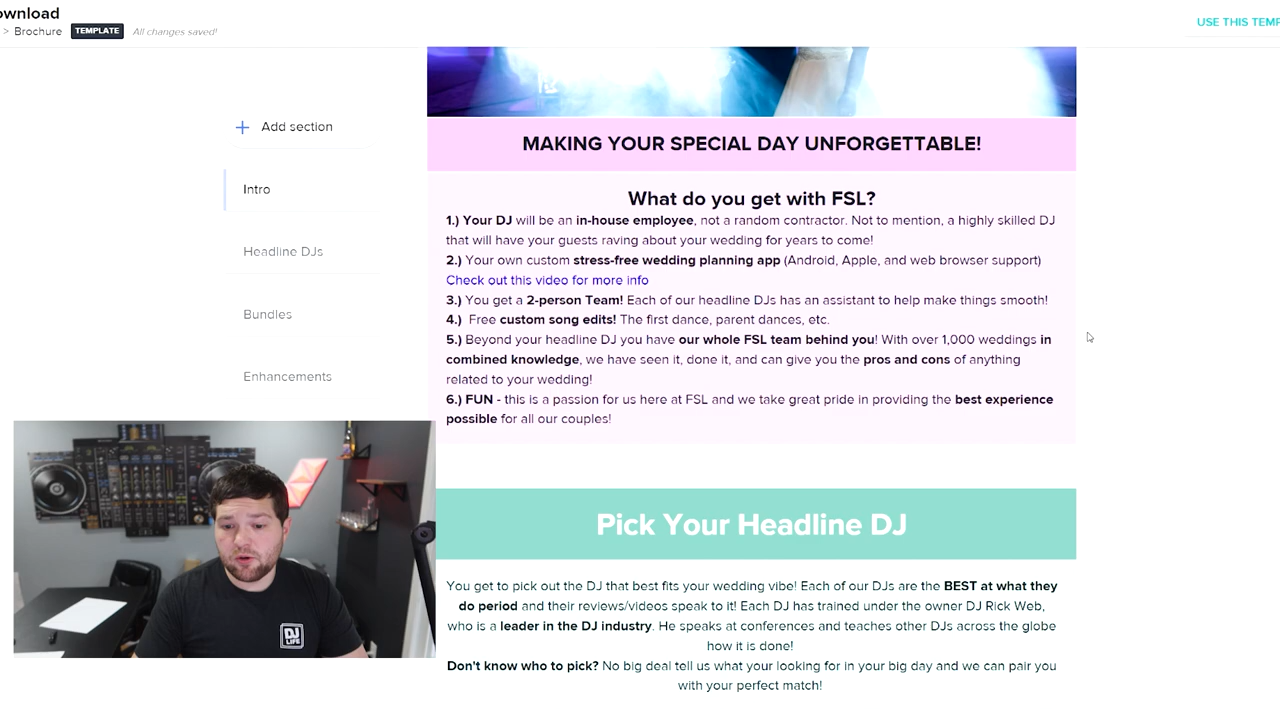 ownload
> Brochure TEMPLATE All changes saved!
USE THIS TEMP
Add section
Intro
Headline DJs
Bundles
Enhancements
MAKING YOUR SPECIAL DAY UNFORGETTABLE!
What do you get with FSL?
1.) Your DJ will be an in-house employee, not a random contractor. Not to mention, a highly skilled DJ
that will have your guests raving about your wedding for years to come!
2.) Your own custom stress-free wedding planning app (Android, Apple, and web browser support)
Check out this video for more info
3.) You get a 2-person Team! Each of our headline DJs has an assistant to help make things smooth!
4.) Free custom song edits! The first dance, parent dances, etc.
5.) Beyond your headline DJ you have our whole FSL team behind you! With over 1,000 weddings in
combined knowledge, we have seen it, done it, and can give you the pros and cons of anything
related to your wedding!
6.) FUN - this is a passion for us here at FSL and we take great pride in providing the best experience
possible for all our couples!
Pick Your Headline DJ
You get to pick out the DJ that best fits your wedding vibe! Each of our DJs are the BEST at what they
do period and their reviews/videos speak to it! Each DJ has trained under the owner DJ Rick Web,
who is a leader in the DJ industry. He speaks at conferences and teaches other DJs across the globe
how it is done!
Don't know who to pick? No big deal tell us what your looking for in your big day and we can pair you
with your perfect match!
DJ
LIFE